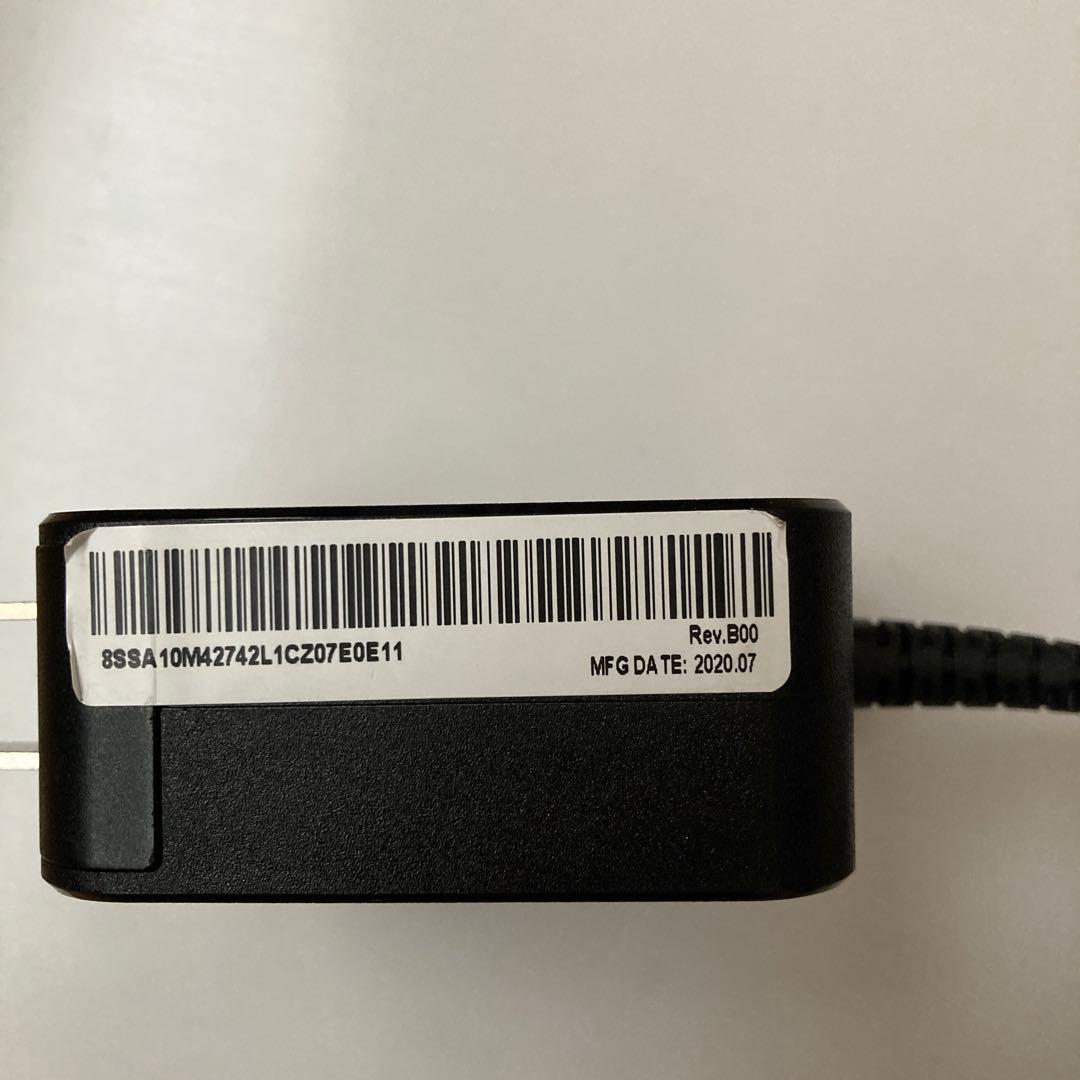 8SSA10M42742L1CZ07E0E11
Rev.B00
MFG DATE: 2020.07